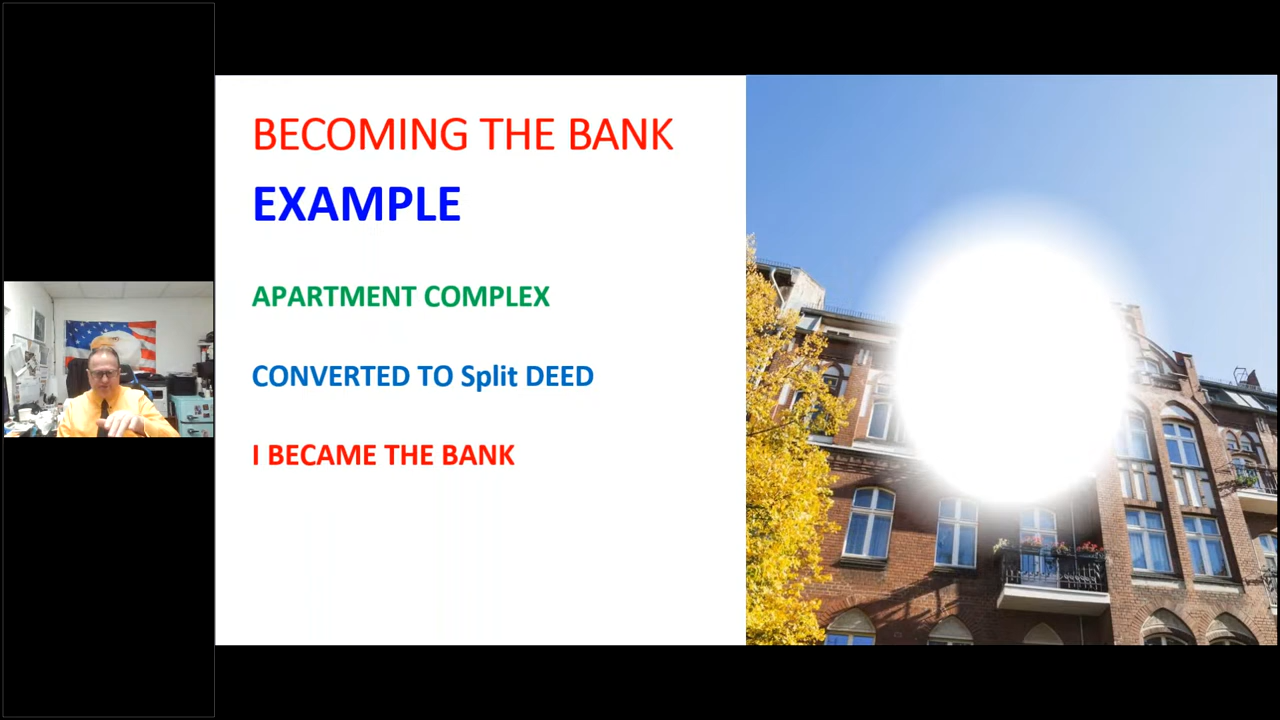 BECOMING THE BANK
EXAMPLE
APARTMENT COMPLEX
CONVERTED TO Split DEED
I BECAME THE BANK